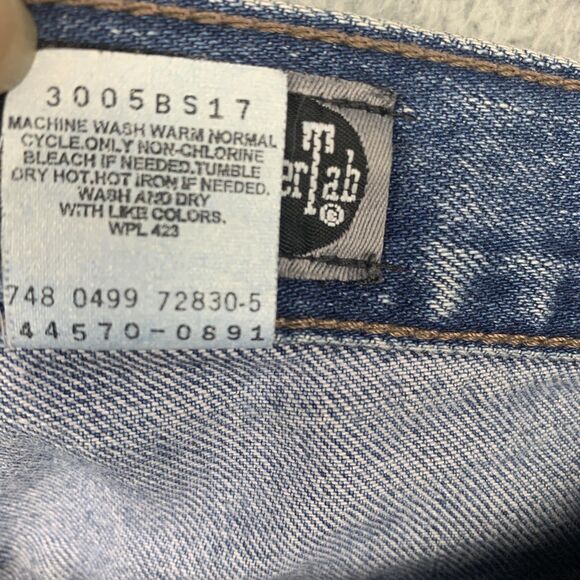 3005BS17
MACHINE WASH WARM NORMAL
CYCLE.ONLY NON-CHLORINE
BLEACH IF NEEDED.TUMBLE
DRY HOT.HOT IRON IF NEEDED.
WASH AND DRY
WITH LIKE COLORS.
WPL 423
748 0499 72830-5
44570-0691
erTab
©